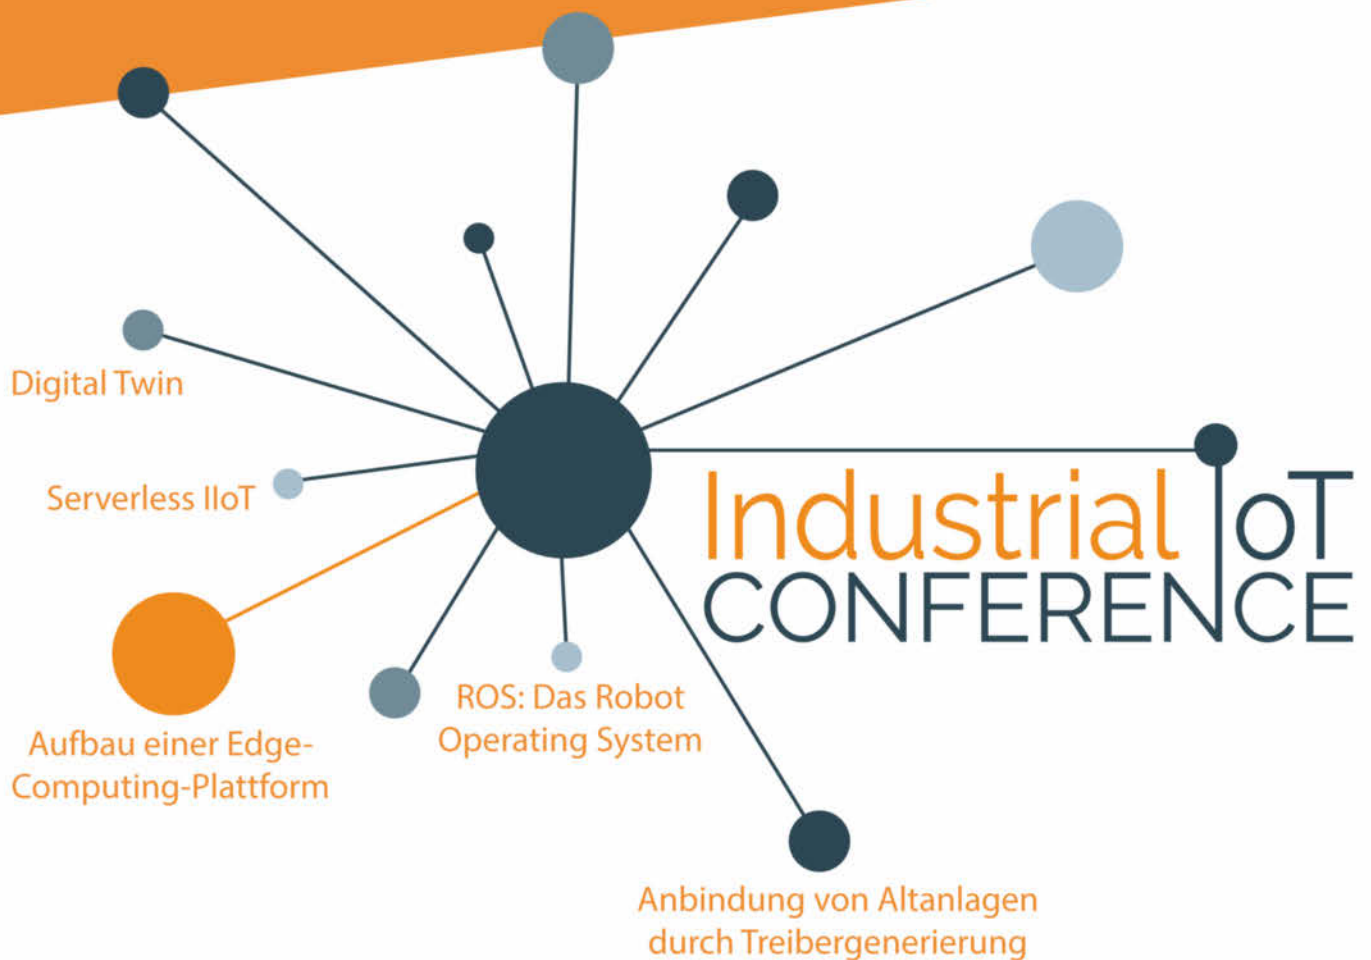 Digital Twin
Serverless IIoT
Industrial IoT
CONFERENCE
Aufbau einer Edge-
Computing-Plattform
ROS: Das Robot
Operating System
Anbindung von Altanlagen
durch Treibergenerierung